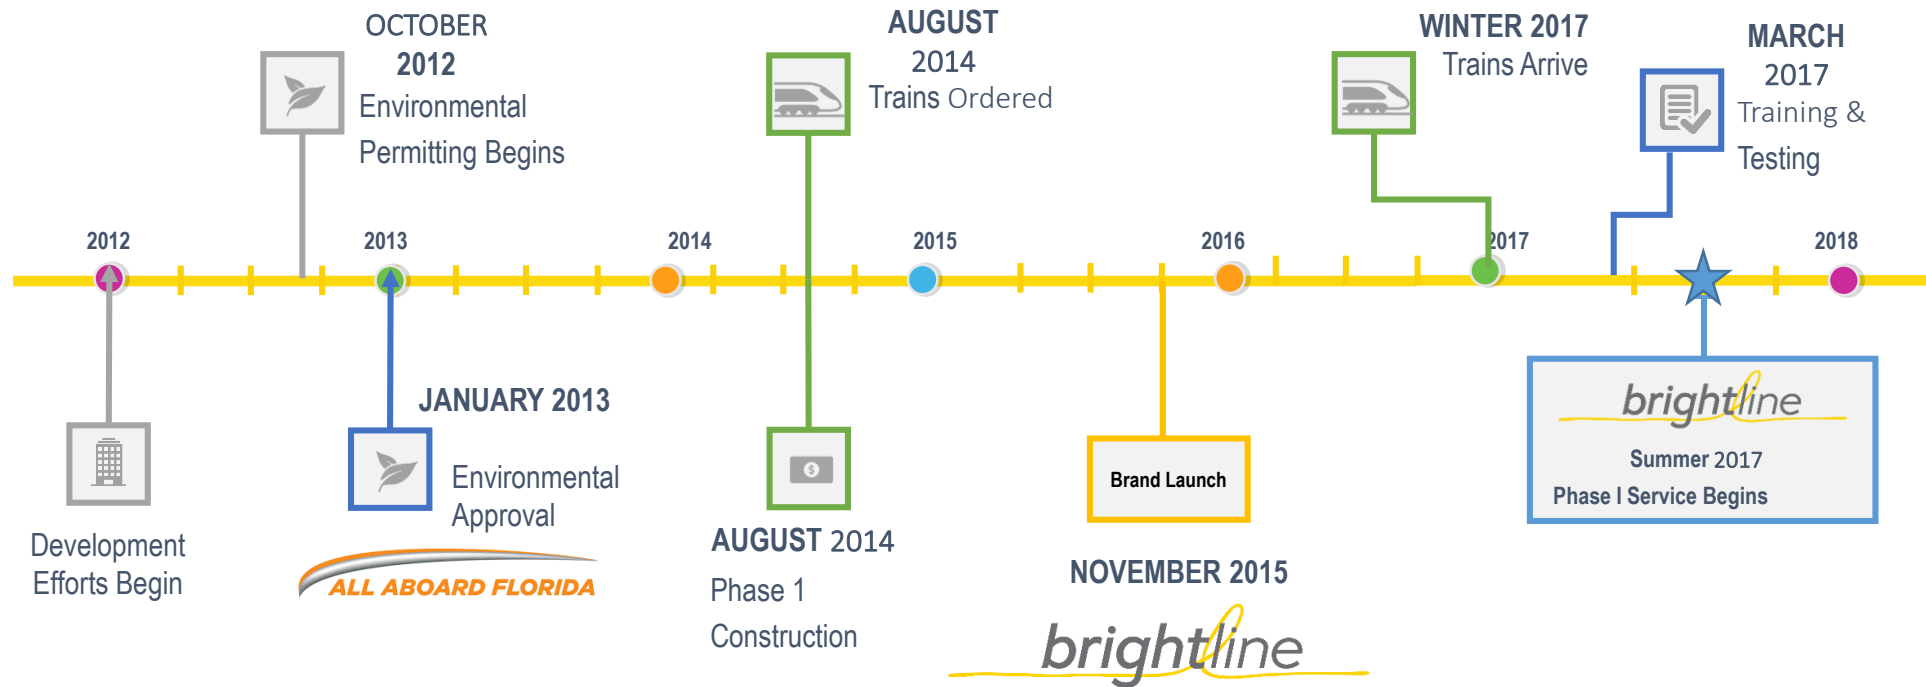 OCTOBER
2012
Environmental
Permitting Begins
AUGUST
2014
Trains Ordered
WINTER 2017
Trains Arrive
MARCH
2017
Training &
Testing
2012
2013
2014
2015
2016
2017
2018
Development
Efforts Begin
JANUARY 2013
Environmental
Approval
ALL ABOARD FLORIDA
$
AUGUST 2014
Phase 1
Construction
Brand Launch
NOVEMBER 2015
brightline
brightline
Summer 2017
Phase I Service Begins